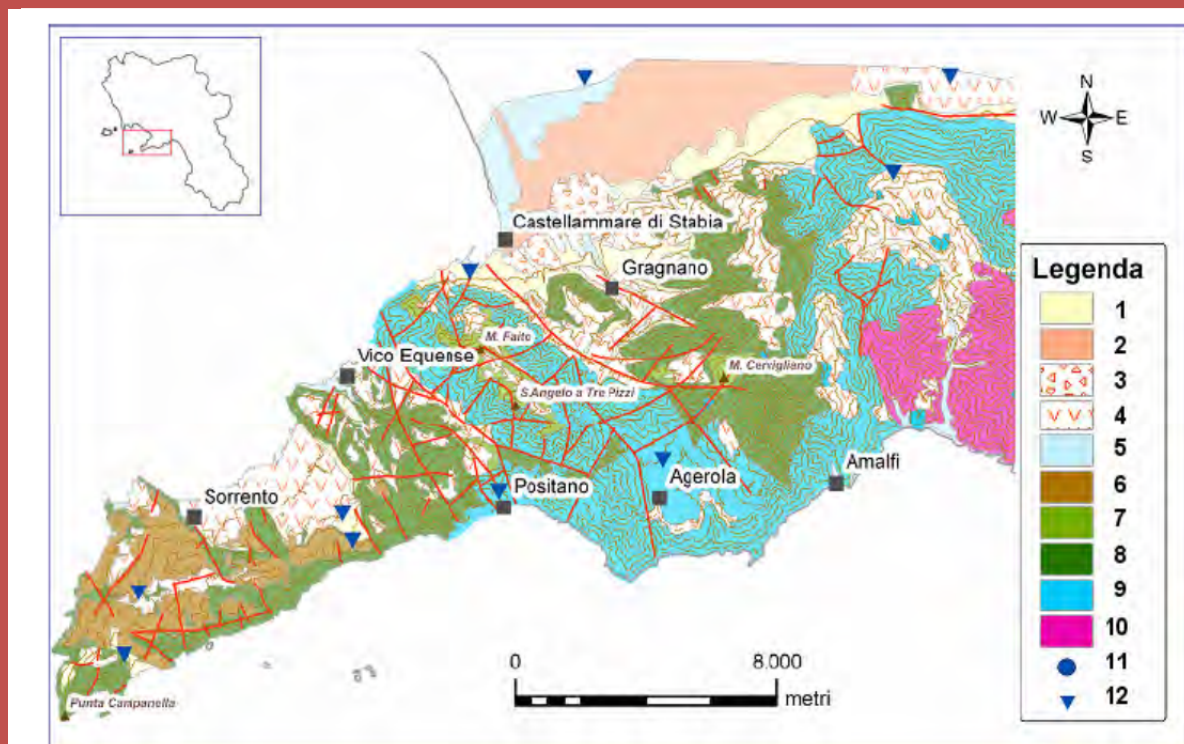 N
W E
S
Castellammare di Stabia
Gragnano
M. Faito
Vico Equense
M. Cervigliano
S.Angelo a Tre Pizzi
Agerola
Amalfi
Positano
Sorrento
Punta Campanella
0 8.000
metri
Legenda
1
2
3
4
5
6
7
8
9
10
11
12